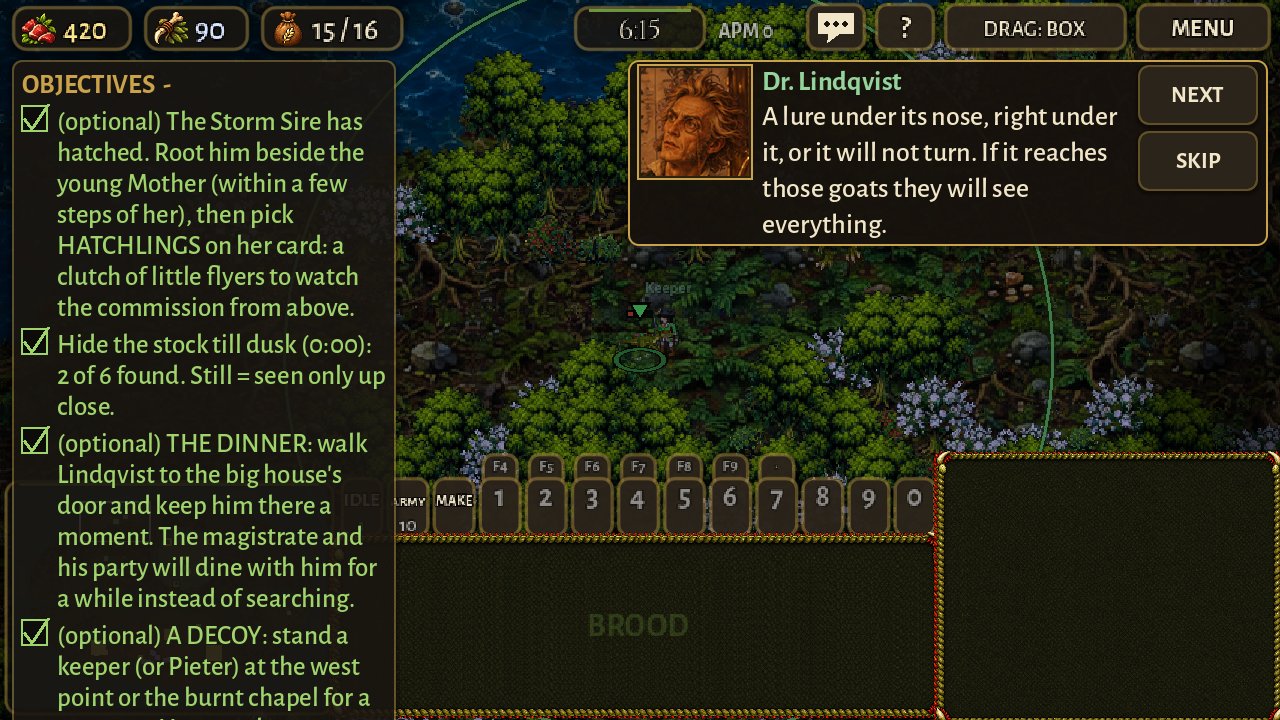 420
90
15/16
6:15
APM 0
?
DRAG: BOX
MENU
OBJECTIVES -
(optional) The Storm Sire has
hatched. Root him beside the
young Mother (within a few
steps of her), then pick
HATCHLINGS on her card: a
clutch of little flyers to watch
the commission from above.
Hide the stock till dusk (0:00):
2 of 6 found. Still = seen only up
close.
(optional) THE DINNER: walk
Lindqvist to the big house's
door and keep him there a
moment. The magistrate and
his party will dine with him for
a while instead of searching.
(optional) A DECOY: stand a
keeper (or Pieter) at the west
point or the burnt chapel for a
Dr. Lindqvist
A lure under its nose, right under
it, or it will not turn. If it reaches
those goats they will see
everything.
NEXT
SKIP
Keeper
F4 F5 F6 F7 F8 F9
IDLE ARMY 10 MAKE 1 2 3 4 5 6 7 8 9 0
BROOD